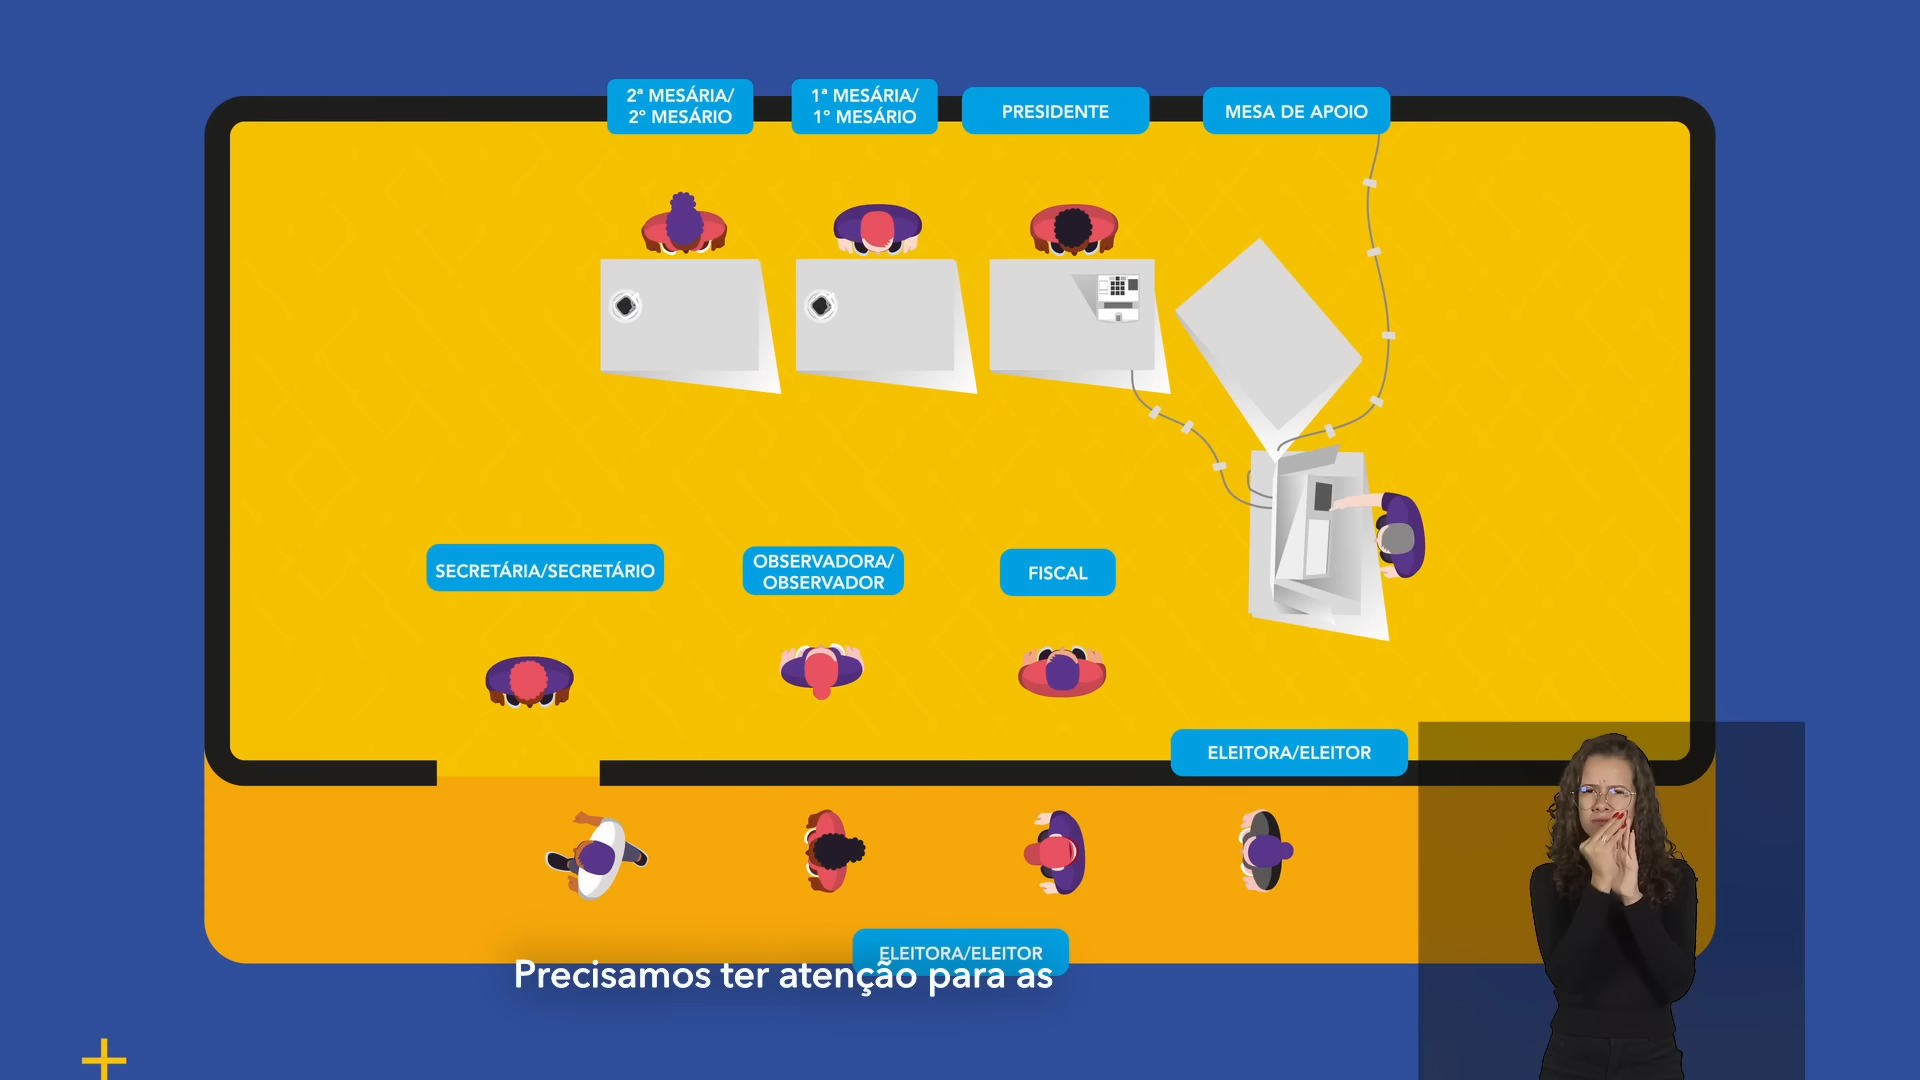 2ª MESÁRIA/
2º MESÁRIO
1ª MESÁRIA/
1º MESÁRIO
PRESIDENTE
MESA DE APOIO
SECRETÁRIA/SECRETÁRIO
OBSERVADORA/
OBSERVADOR
FISCAL
ELEITORA/ELEITOR
ELEITORA/ELEITOR
Precisamos ter atenção para as